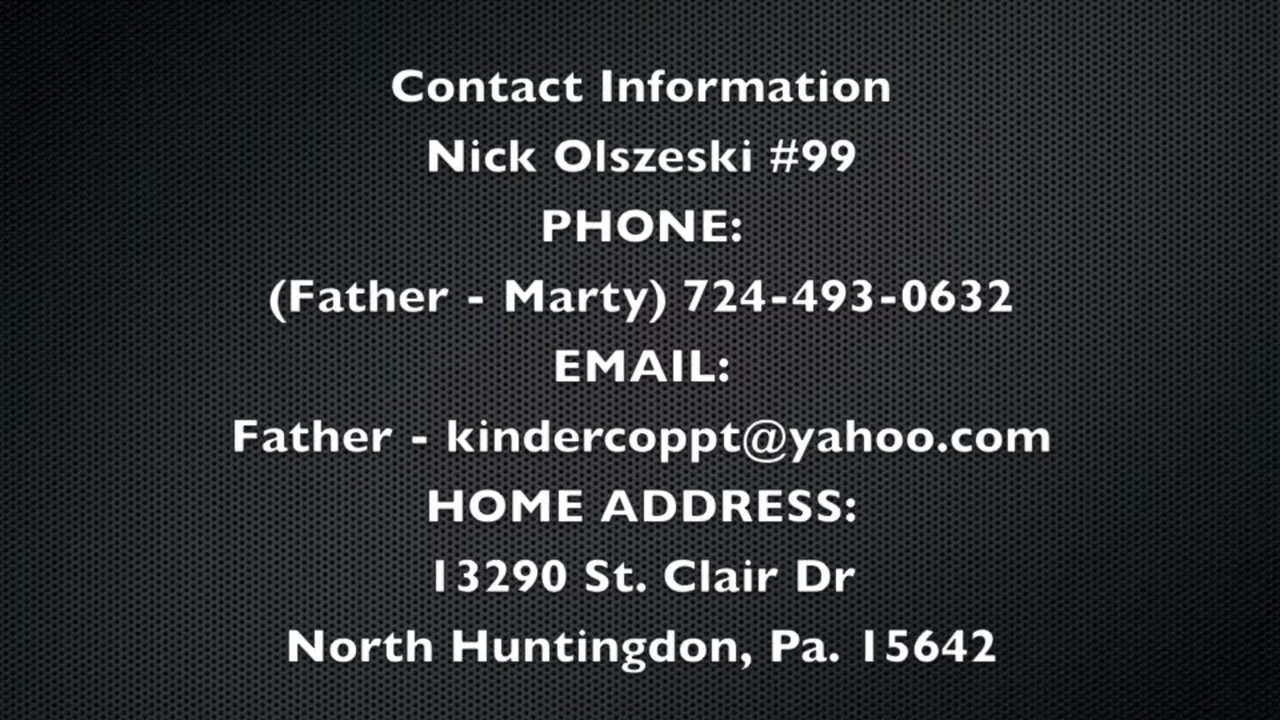 Contact Information
Nick Olszeski #99
PHONE:
(Father - Marty) 724-493-0632
EMAIL:
Father - kindercoppt@yahoo.com
HOME ADDRESS:
13290 St. Clair Dr
North Huntingdon, Pa. 15642